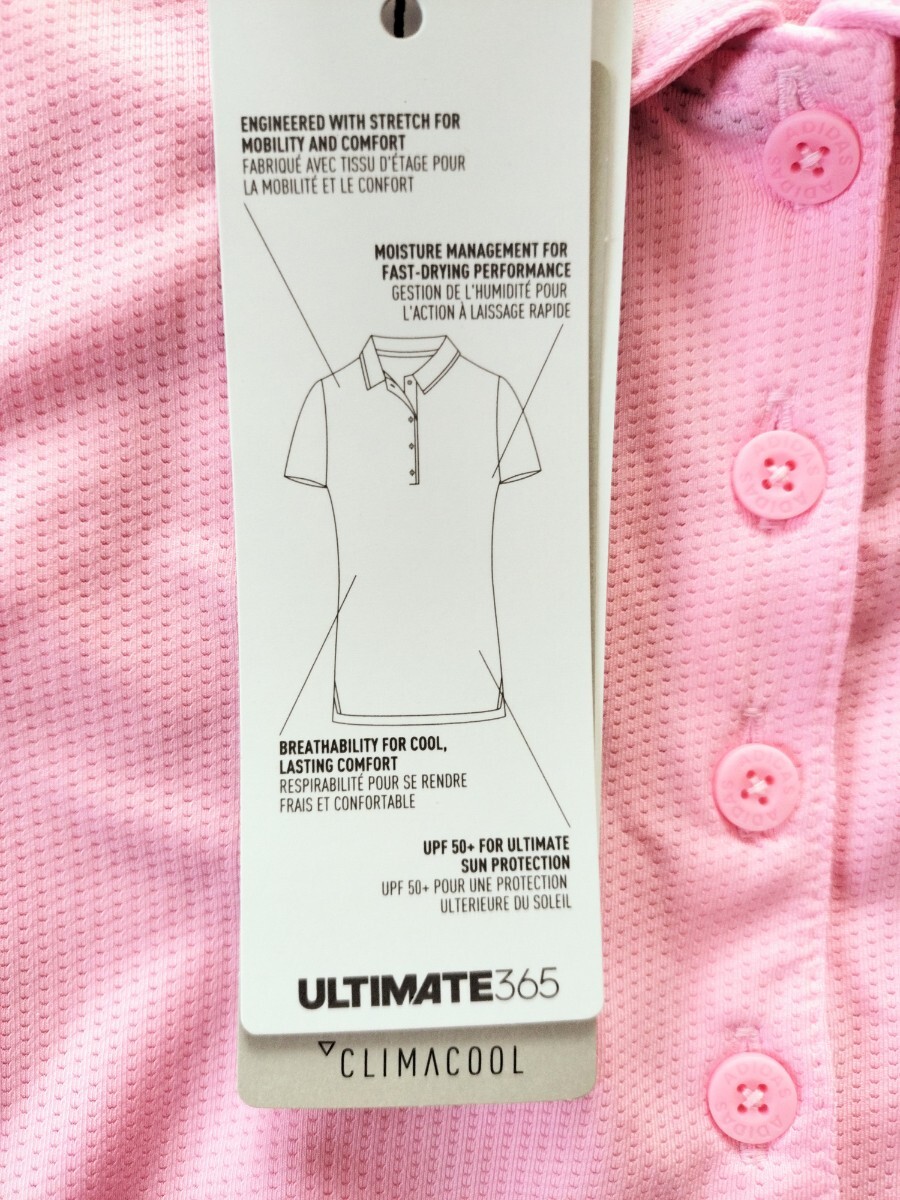 ENGINEERED WITH STRETCH FOR
MOBILITY AND COMFORT
FABRIQUÉ AVEC TISSU D'ÉTAGE POUR
LA MOBILITÉ ET LE CONFORT
MOISTURE MANAGEMENT FOR
FAST-DRYING PERFORMANCE
GESTION DE L'HUMIDITÉ POUR
L'ACTION À LAISSAGE RAPIDE
BREATHABILITY FOR COOL,
LASTING COMFORT
RESPIRABILITÉ POUR SE RENDRE
FRAIS ET CONFORTABLE
UPF 50+ FOR ULTIMATE
SUN PROTECTION
UPF 50+ POUR UNE PROTECTION
ULTERIEURE DU SOLEIL
ULTIMATE365
CLIMACOOL
ADIDAS ADIDAS